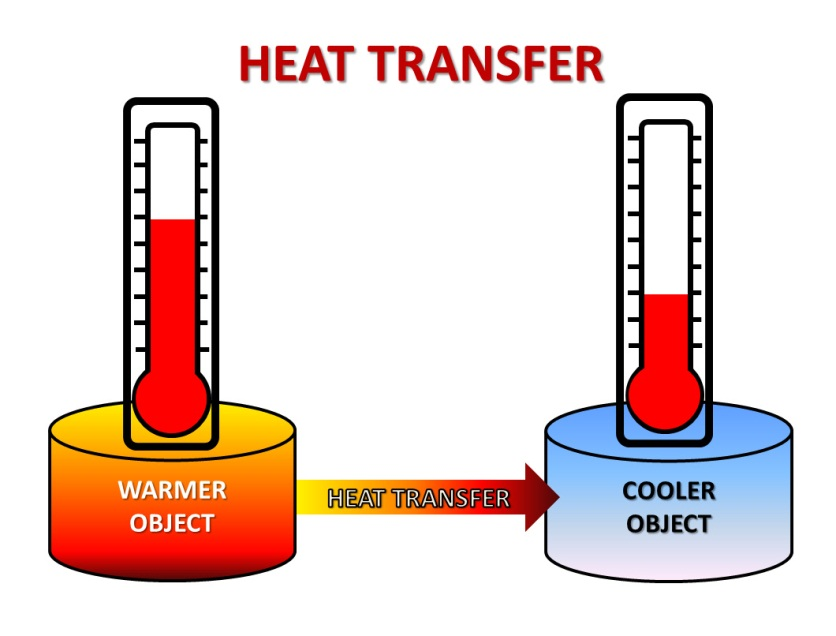 HEAT TRANSFER
WARMER
OBJECT
HEAT TRANSFER
COOLER
OBJECT